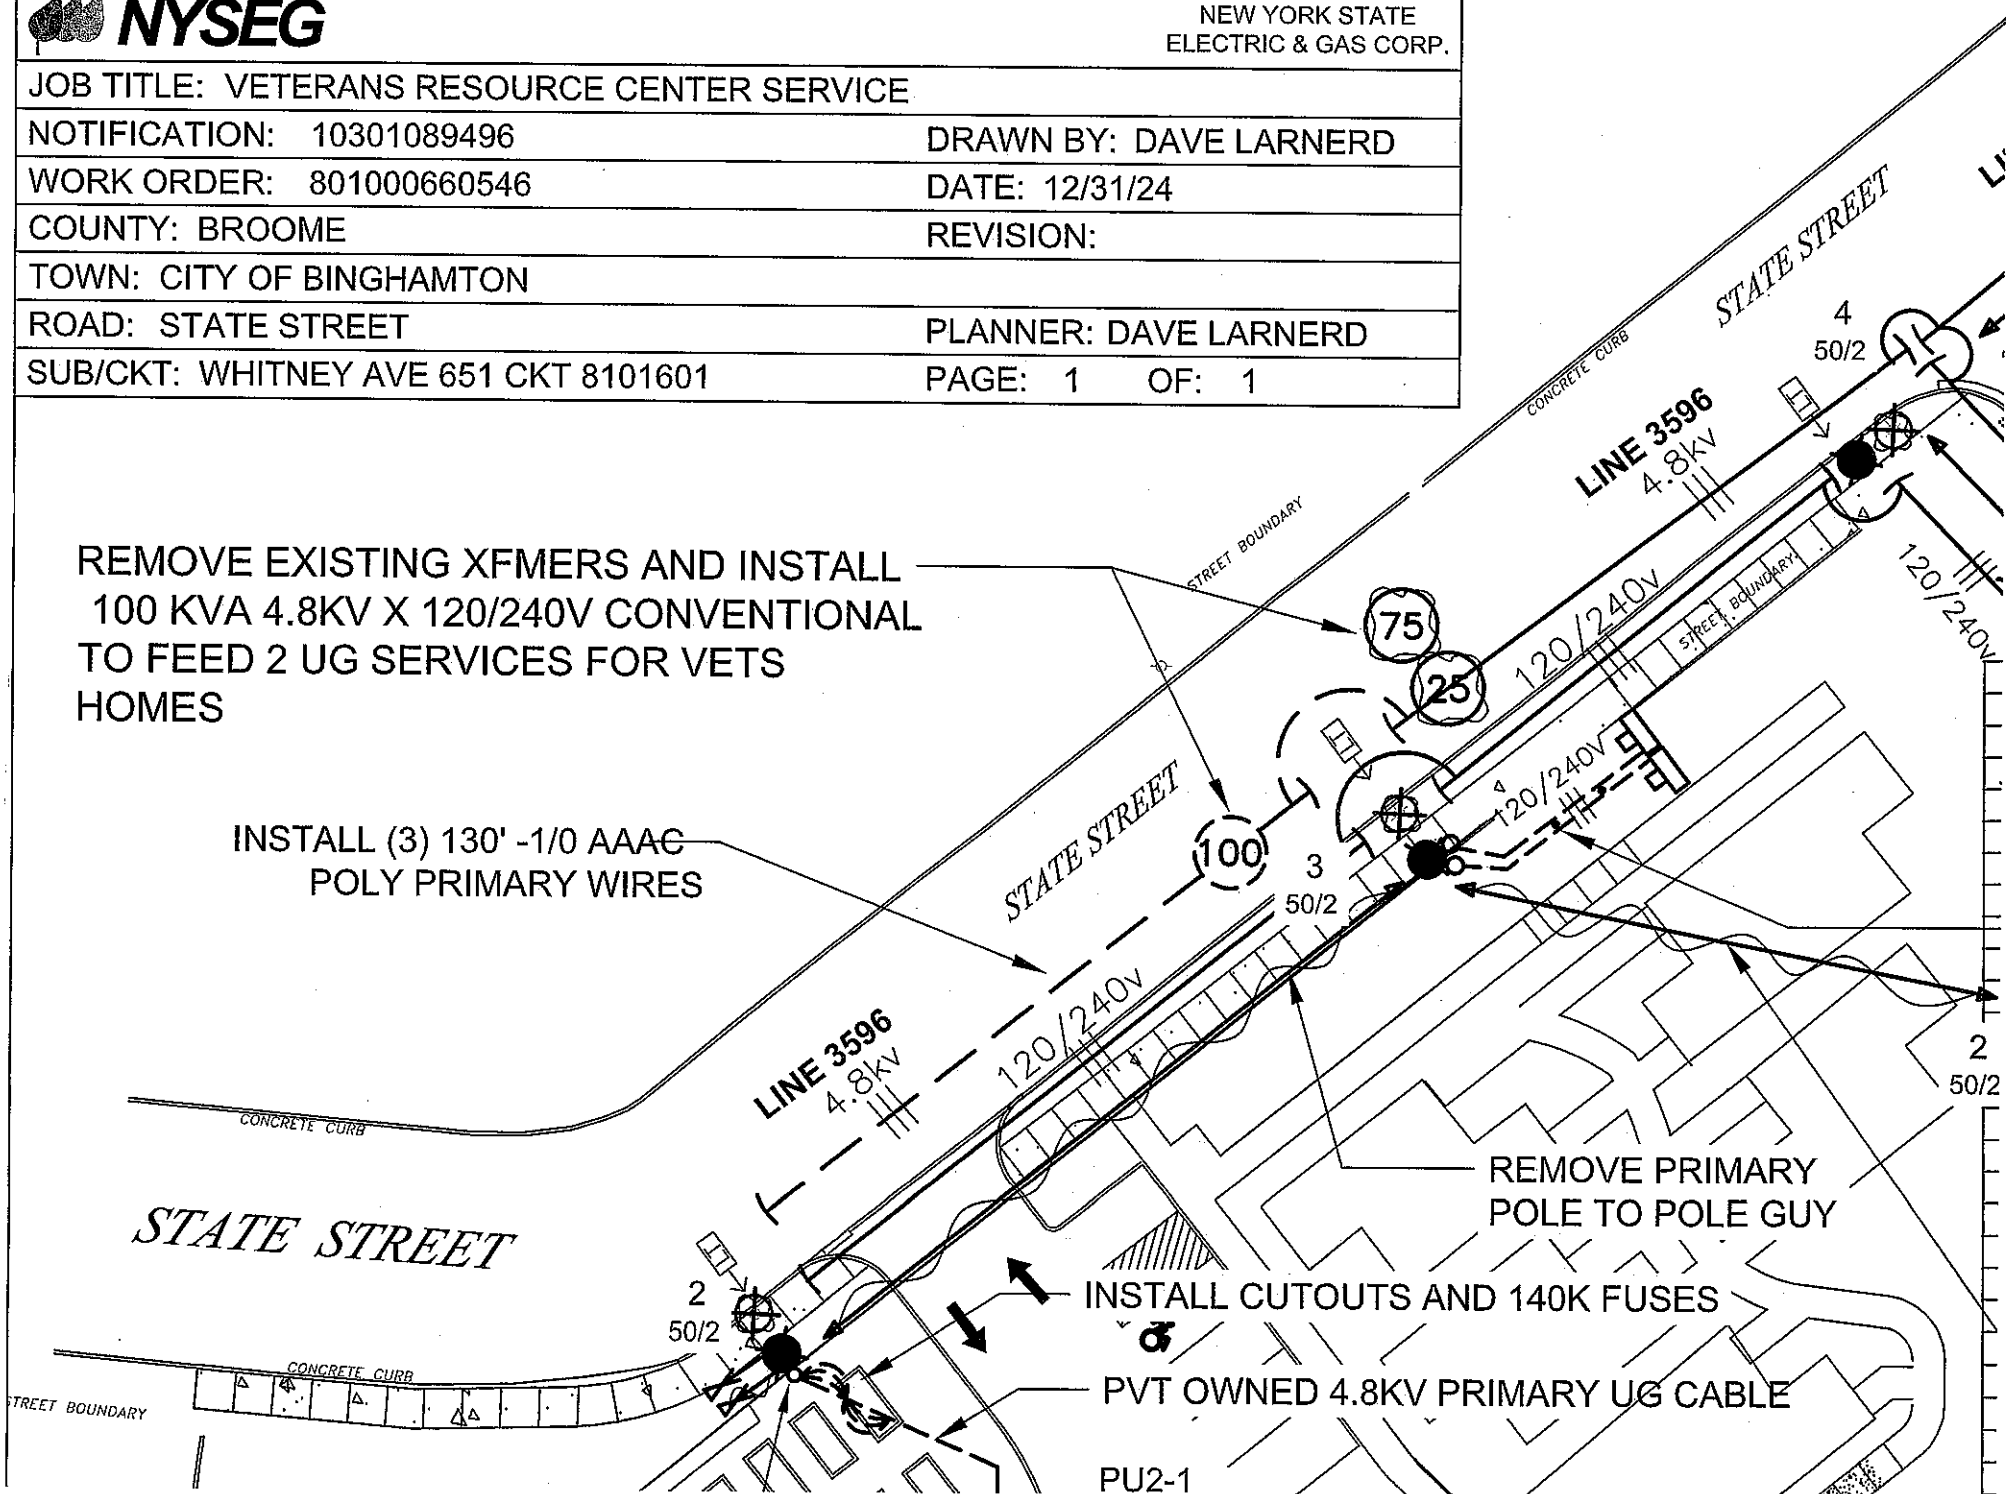 NYSEG
NEW YORK STATE
ELECTRIC & GAS CORP.
JOB TITLE: VETERANS RESOURCE CENTER SERVICE
NOTIFICATION: 10301089496
DRAWN BY: DAVE LARNERD
WORK ORDER: 801000660546
DATE: 12/31/24
COUNTY: BROOME
REVISION:
TOWN: CITY OF BINGHAMTON
ROAD: STATE STREET
PLANNER: DAVE LARNERD
SUB/CKT: WHITNEY AVE 651 CKT 8101601
PAGE: 1 OF: 1
STATE STREET
4
50/2
CONCRETE CURB
LINE 3596
4.8kv
STREET BOUNDARY
120/240v
STREET BOUNDARY
120/240v
REMOVE EXISTING XFMERS AND INSTALL
100 KVA 4.8KV X 120/240V CONVENTIONAL
TO FEED 2 UG SERVICES FOR VETS
HOMES
75
25
120/240v
INSTALL (3) 130' -1/0 AAAC
POLY PRIMARY WIRES
STATE STREET
100
3
50/2
LINE 3596
4.8kv
120/240v
2
50/2
CONCRETE CURB
REMOVE PRIMARY
POLE TO POLE GUY
STATE STREET
INSTALL CUTOUTS AND 140K FUSES
2
50/2
CONCRETE CURB
STREET BOUNDARY
PVT OWNED 4.8KV PRIMARY UG CABLE
PU2-1